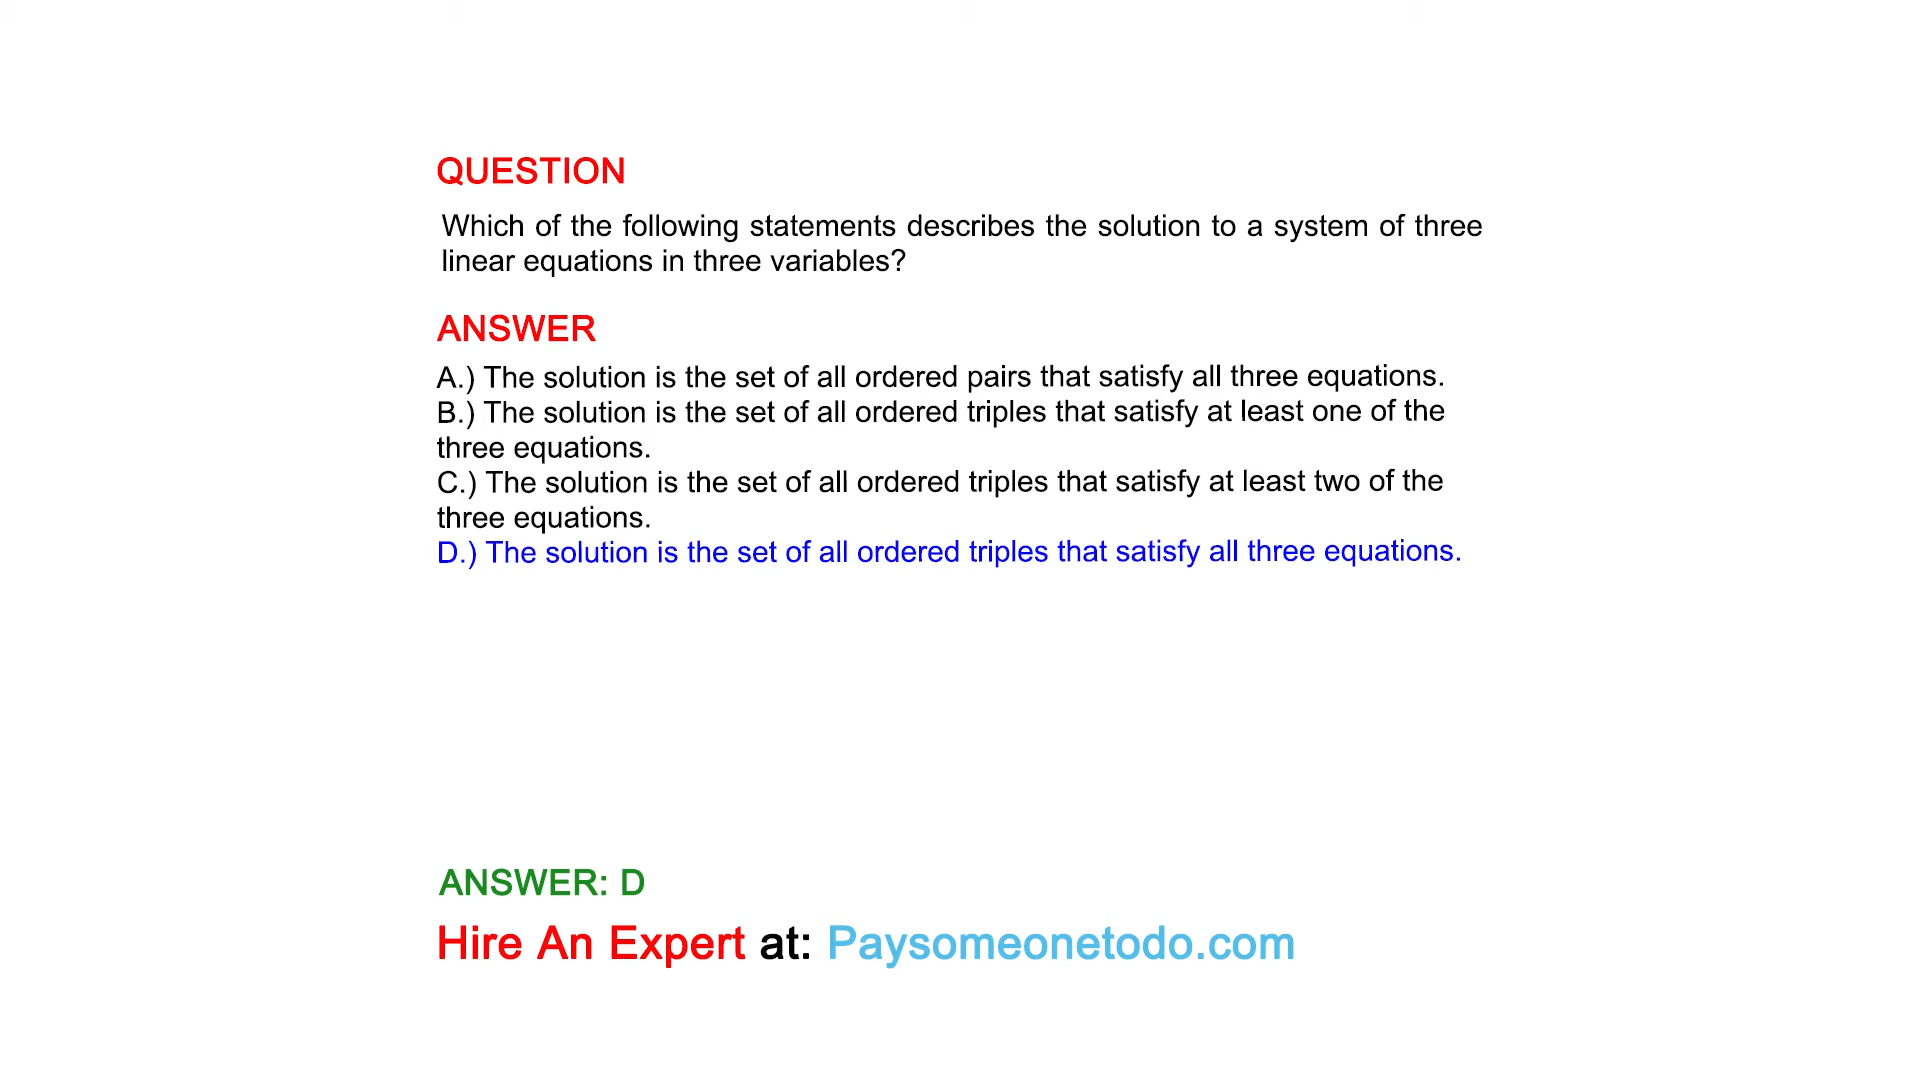 QUESTION
Which of the following statements describes the solution to a system of three
linear equations in three variables?
ANSWER
A.) The solution is the set of all ordered pairs that satisfy all three equations.
B.) The solution is the set of all ordered triples that satisfy at least one of the
three equations.
C.) The solution is the set of all ordered triples that satisfy at least two of the
three equations.
D.) The solution is the set of all ordered triples that satisfy all three equations.
ANSWER: D
Hire An Expert at: Paysomeonetodo.com